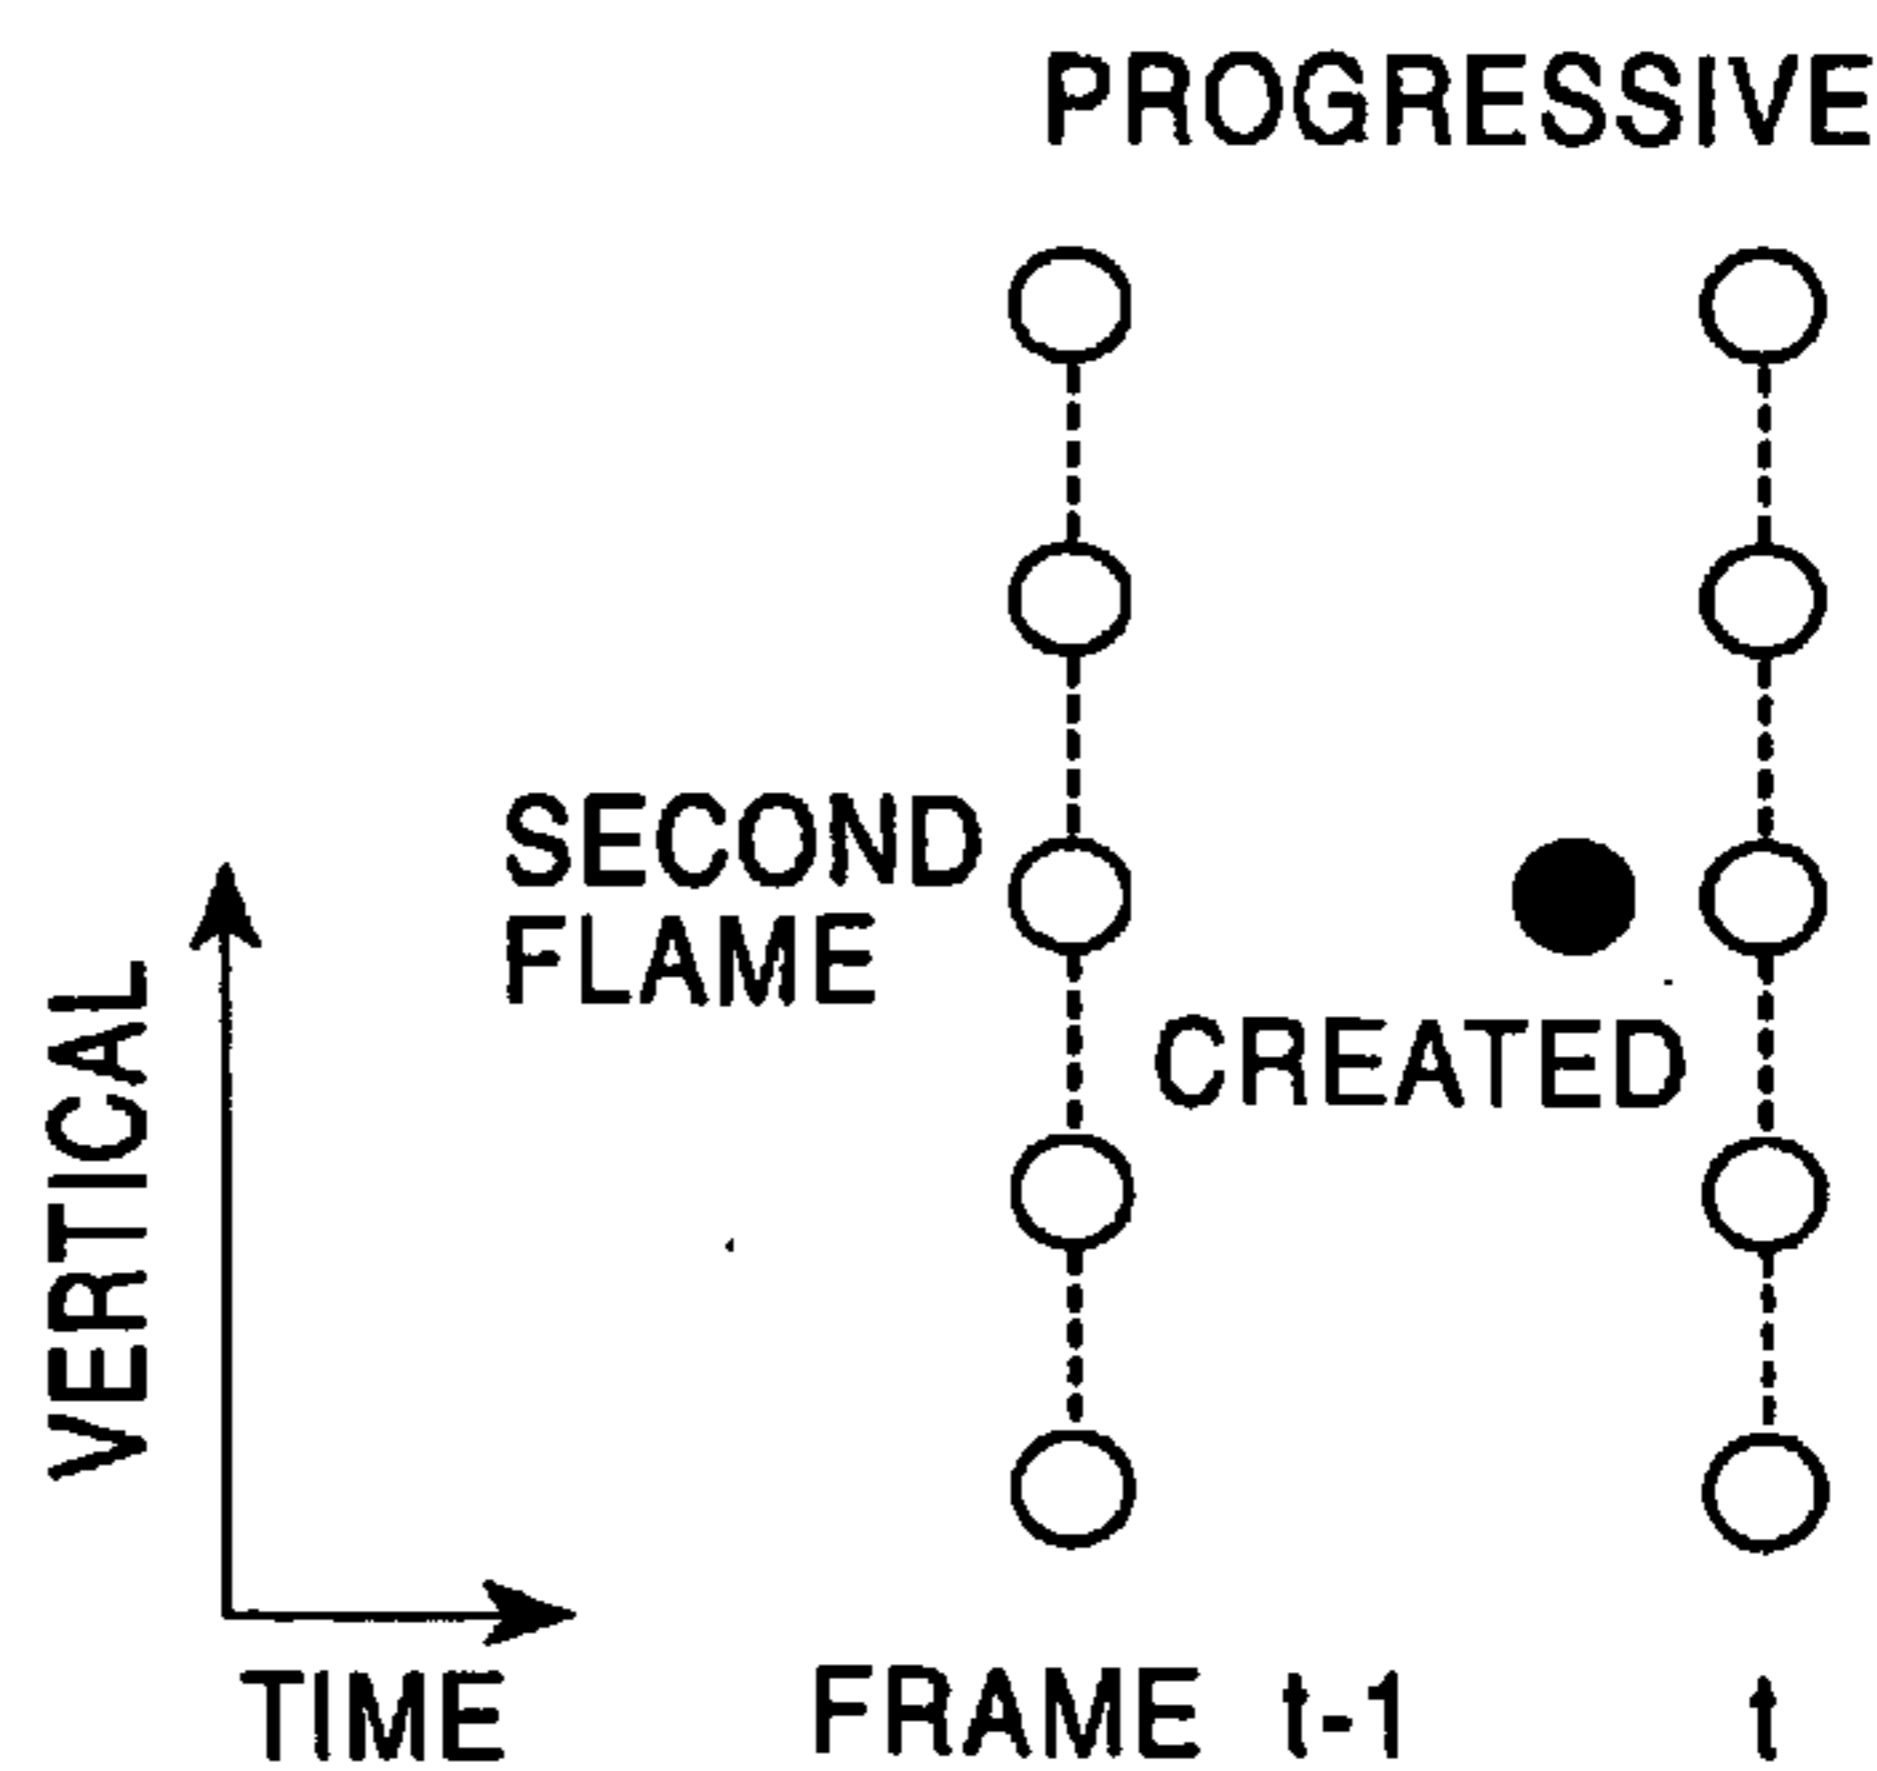 PROGRESSIVE
SECOND
FLAME
CREATED
VERTICAL
TIME
FRAME t-1
t